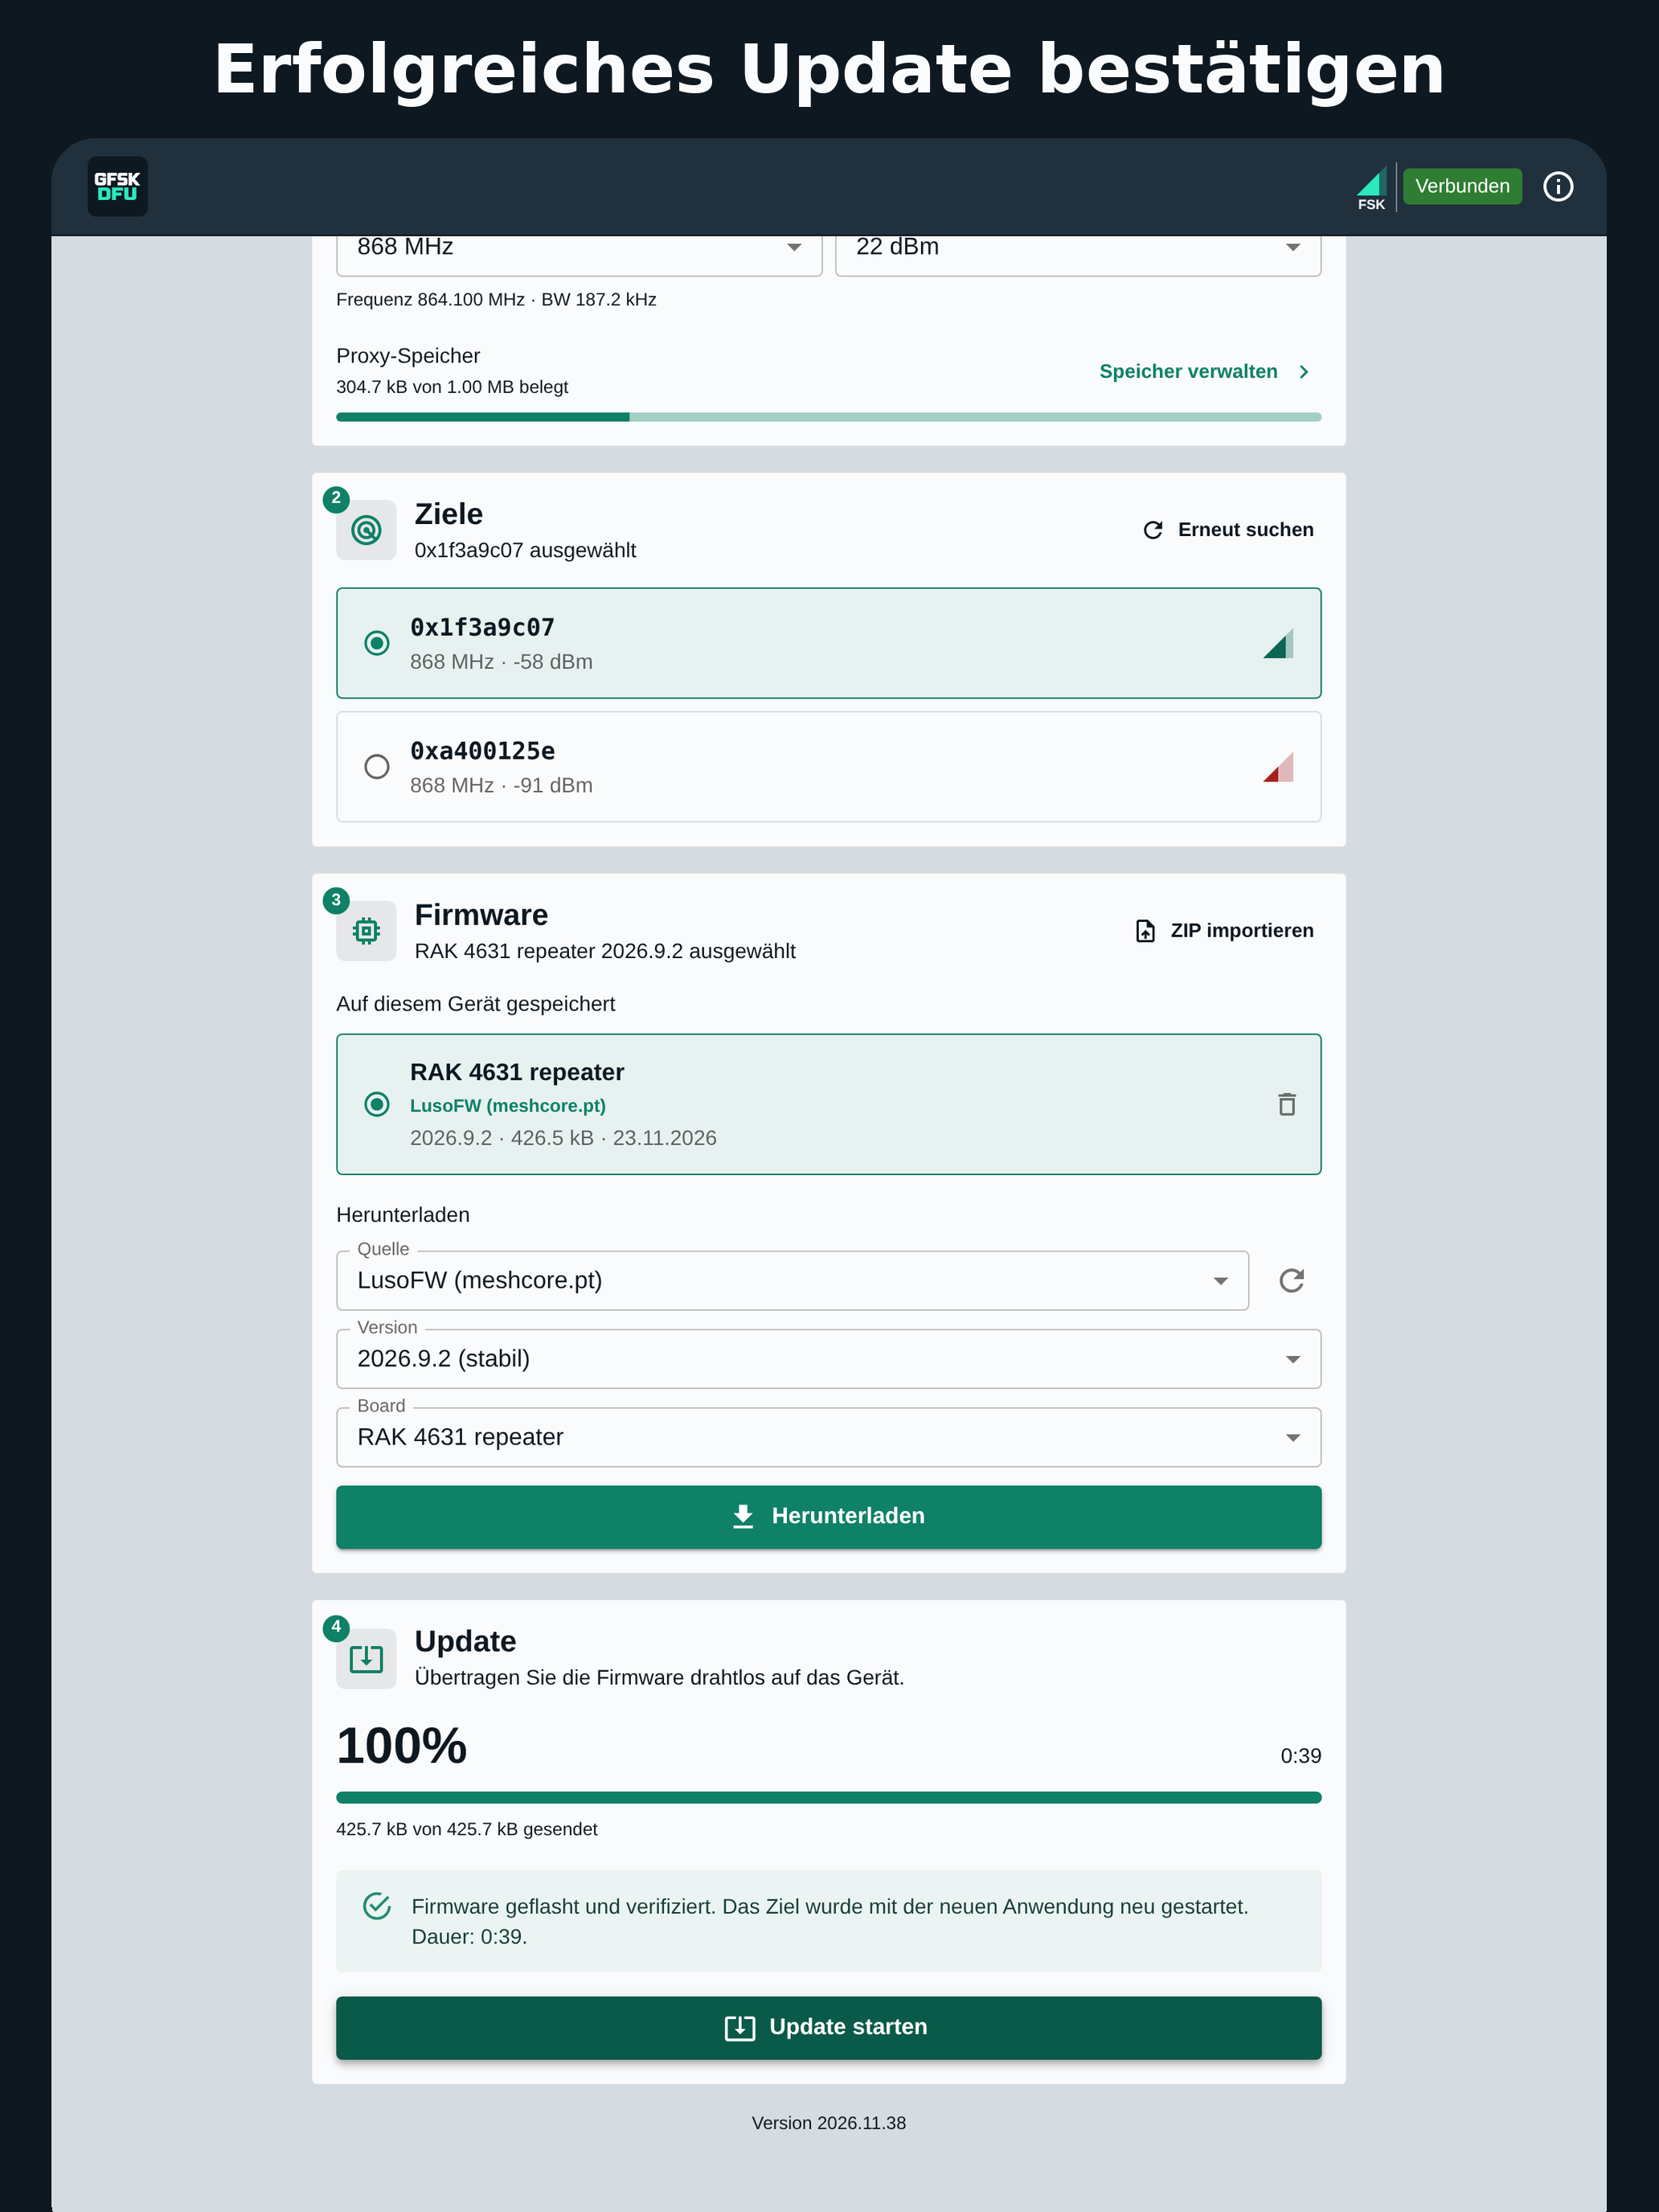 Erfolgreiches Update bestätigen
GFSK
DFU
FSK
Verbunden
868 MHz
22 dBm
Frequenz 864.100 MHz · BW 187.2 kHz
Proxy-Speicher
304.7 kB von 1.00 MB belegt
Speicher verwalten
2
Ziele
0x1f3a9c07 ausgewählt
Erneut suchen
0x1f3a9c07
868 MHz · -58 dBm
0xa400125e
868 MHz · -91 dBm
3
Firmware
RAK 4631 repeater 2026.9.2 ausgewählt
ZIP importieren
Auf diesem Gerät gespeichert
RAK 4631 repeater
LusoFW (meshcore.pt)
2026.9.2 · 426.5 kB · 23.11.2026
Herunterladen
Quelle
LusoFW (meshcore.pt)
Version
2026.9.2 (stabil)
Board
RAK 4631 repeater
Herunterladen
4
Update
Übertragen Sie die Firmware drahtlos auf das Gerät.
100%
0:39
425.7 kB von 425.7 kB gesendet
Firmware geflasht und verifiziert. Das Ziel wurde mit der neuen Anwendung neu gestartet.
Dauer: 0:39.
Update starten
Version 2026.11.38